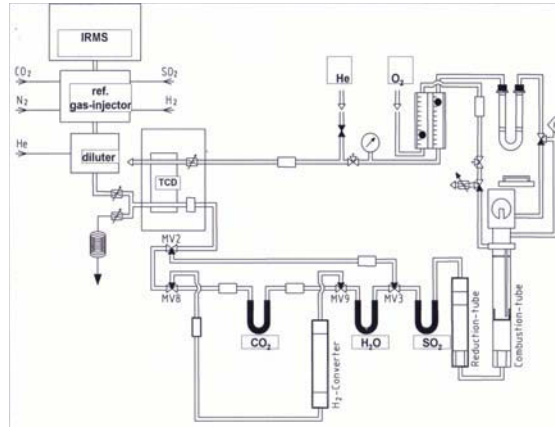 IRMS
CO₂
SO₂
ref.
gas-injector
N₂
H₂
He
diluter
TCD
He
O₂
MV2
MV8
MV9
MV3
CO₂
H₂O
SO₂
H₂-Converter
Reduction-tube
Combustion-tube